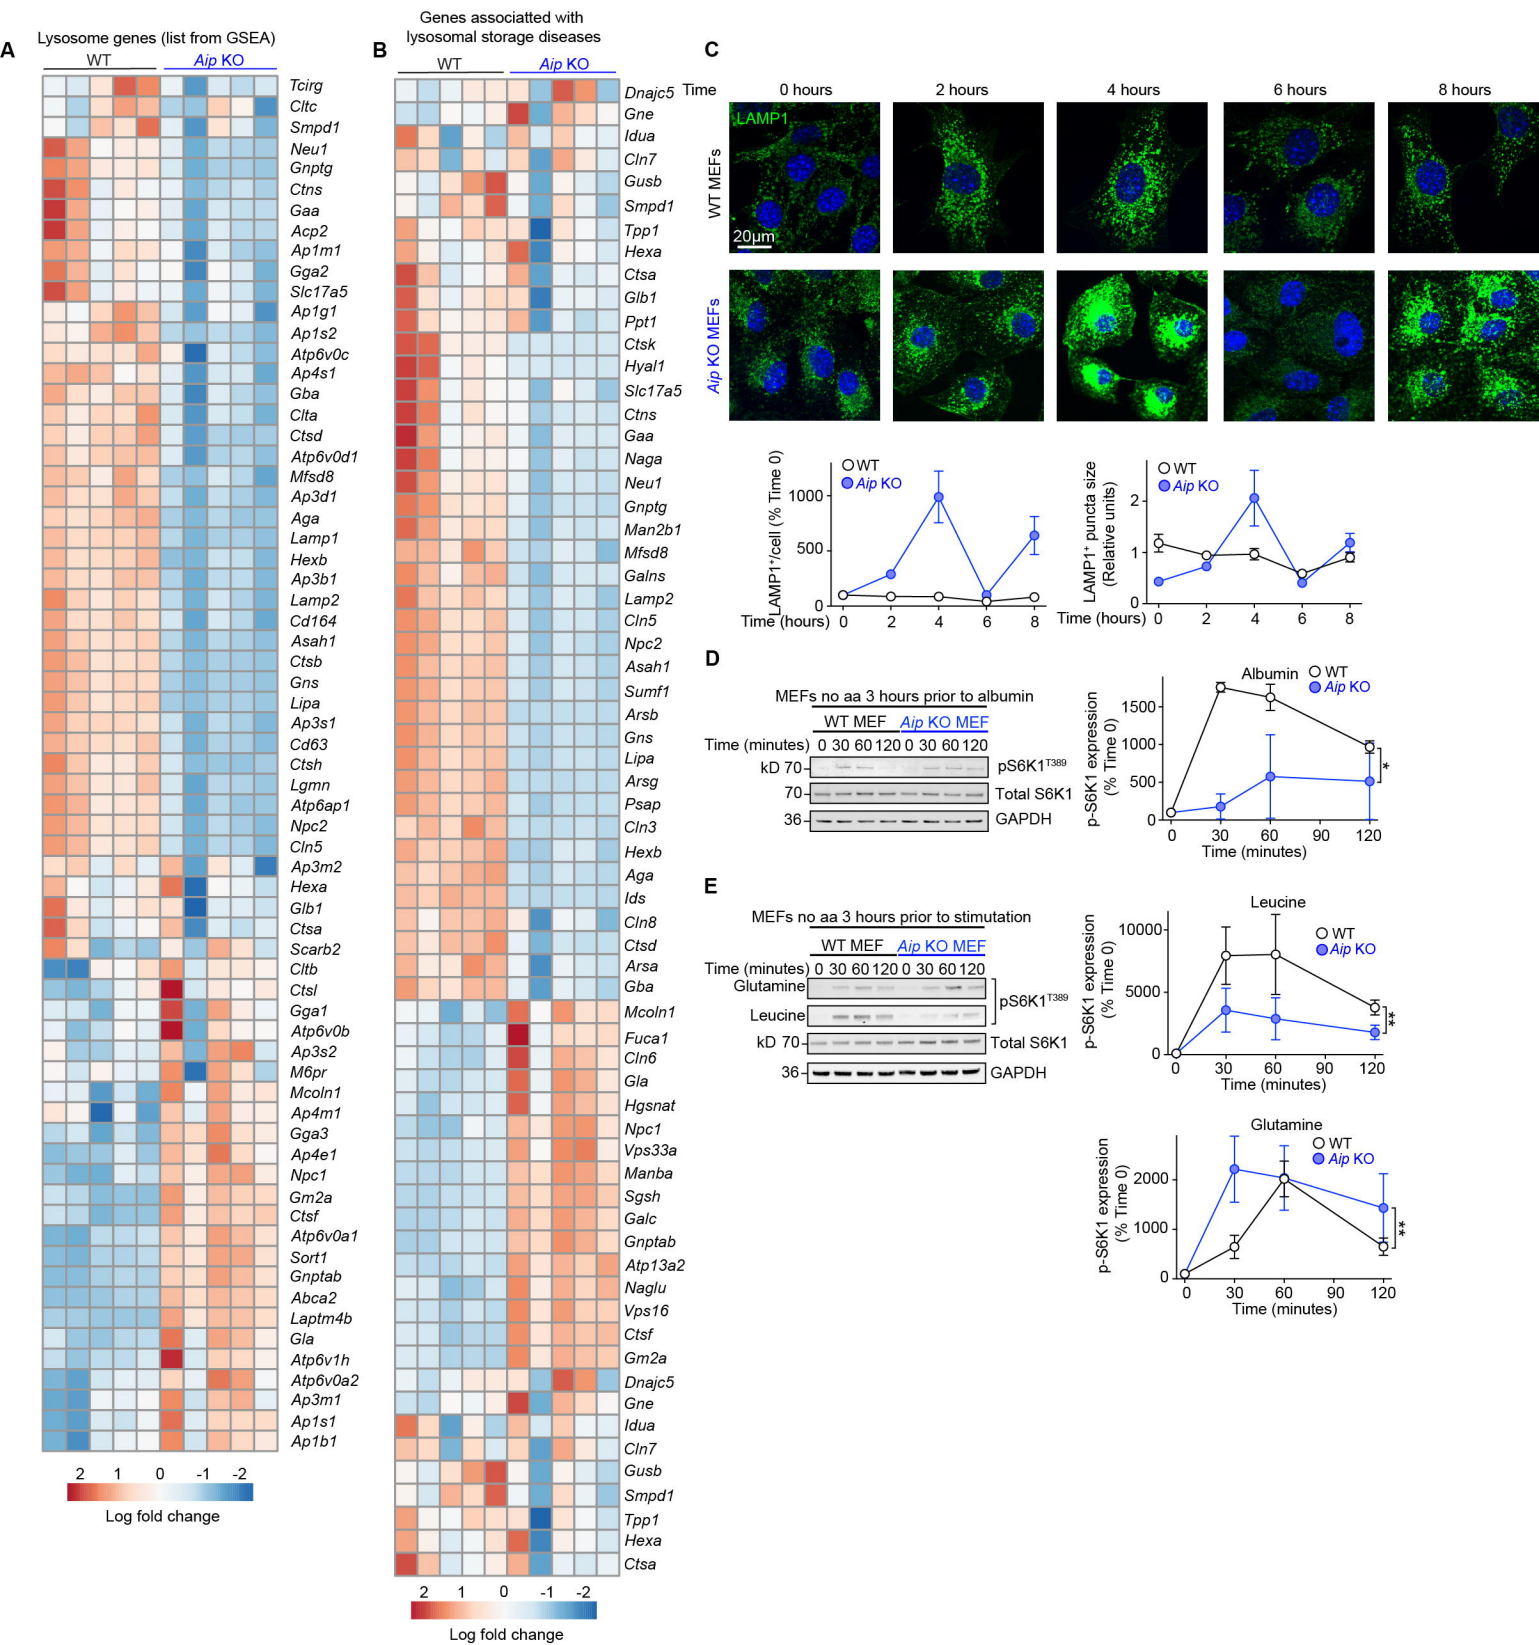 A
Lysosome genes (list from GSEA)
WT
Aip KO
Tcirg
Cltc
Smpd1
Neu1
Gnptg
Ctns
Gaa
Acp2
Ap1m1
Gga2
Slc17a5
Ap1g1
Ap1s2
Atp6v0c
Ap4s1
Gba
Clta
Ctsd
Atp6v0d1
Mfsd8
Ap3d1
Aga
Lamp1
Hexb
Ap3b1
Lamp2
Cd164
Asah1
Ctsb
Gns
Lipa
Ap3s1
Cd63
Ctsh
Lgmn
Atp6ap1
Npc2
Cln5
Ap3m2
Hexa
Glb1
Ctsa
Scarb2
Cltb
Ctsl
Gga1
Atp6v0b
Ap3s2
M6pr
Mcoln1
Ap4m1
Gga3
Ap4e1
Npc1
Gm2a
Ctsf
Atp6v0a1
Sort1
Gnptab
Abca2
Laptm4b
Gla
Atp6v1h
Atp6v0a2
Ap3m1
Ap1s1
Ap1b1
2 1 0 -1 -2
Log fold change
B
Genes associatted with
lysosomal storage diseases
WT
Aip KO
Dnajc5
Gne
Idua
Cln7
Gusb
Smpd1
Tpp1
Hexa
Ctsa
Glb1
Ppt1
Ctsk
Hyal1
Slc17a5
Ctns
Gaa
Naga
Neu1
Gnptg
Man2b1
Mfsd8
Galns
Lamp2
Cln5
Npc2
Asah1
Sumf1
Arsb
Gns
Lipa
Arsg
Psap
Cln3
Hexb
Aga
Ids
Cln8
Ctsd
Arsa
Gba
Mcoln1
Fuca1
Cln6
Gla
Hgsnat
Npc1
Vps33a
Manba
Sgsh
Galc
Gnptab
Atp13a2
Naglu
Vps16
Ctsf
Gm2a
Dnajc5
Gne
Idua
Cln7
Gusb
Smpd1
Tpp1
Hexa
Ctsa
2 1 0 -1 -2
Log fold change
C
Time 0 hours 2 hours 4 hours 6 hours 8 hours
WT MEFs
LAMP1
20µm
Aip KO MEFs
LAMP1⁺/cell (% Time 0)
WT
Aip KO
1000
500
0
Time (hours) 0 2 4 6 8
LAMP1⁺ puncta size
(Relative units)
WT
Aip KO
2
1
0
Time (hours) 0 2 4 6 8
D
MEFs no aa 3 hours prior to albumin
WT MEF Aip KO MEF
Time (minutes) 0 30 60 120 0 30 60 120
kD 70 pS6K1ᵀ³⁸⁹
70 Total S6K1
36 GAPDH
p-S6K1 expression
(% Time 0)
Albumin
WT
Aip KO
1500
1000
500
0
*
0 30 60 90 120
Time (minutes)
E
MEFs no aa 3 hours prior to stimutation
WT MEF Aip KO MEF
Time (minutes) 0 30 60 120 0 30 60 120
Glutamine
Leucine
pS6K1ᵀ³⁸⁹
kD 70 Total S6K1
36 GAPDH
p-S6K1 expression
(% Time 0)
Leucine
WT
Aip KO
10000
5000
0
**
0 30 60 90 120
Time (minutes)
p-S6K1 expression
(% Time 0)
Glutamine
WT
Aip KO
2000
1000
0
**
0 30 60 90 120
Time (minutes)